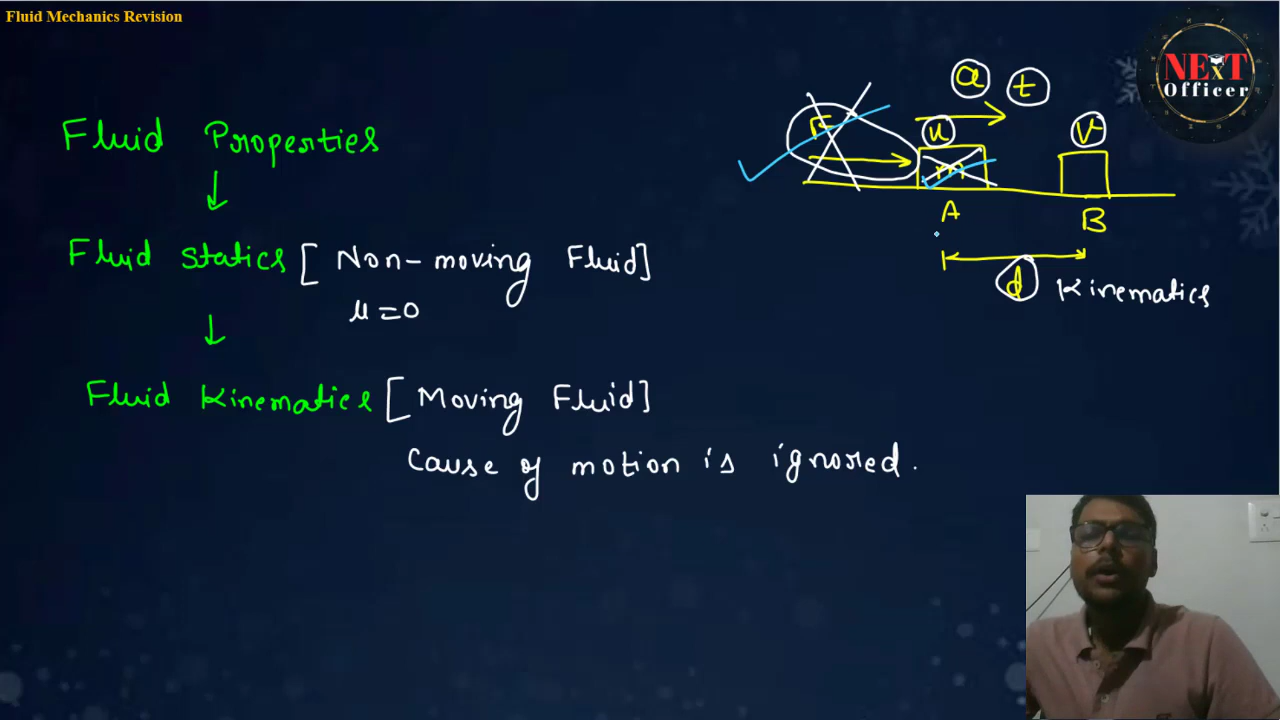 Fluid Mechanics Revision
NEXT
Officer
a t
F u v
Fluid Properties
m
A B
Fluid Statics [Non-moving Fluid]
d Kinematics
μ=0
Fluid Kinematics [Moving Fluid]
Cause of motion is ignored.